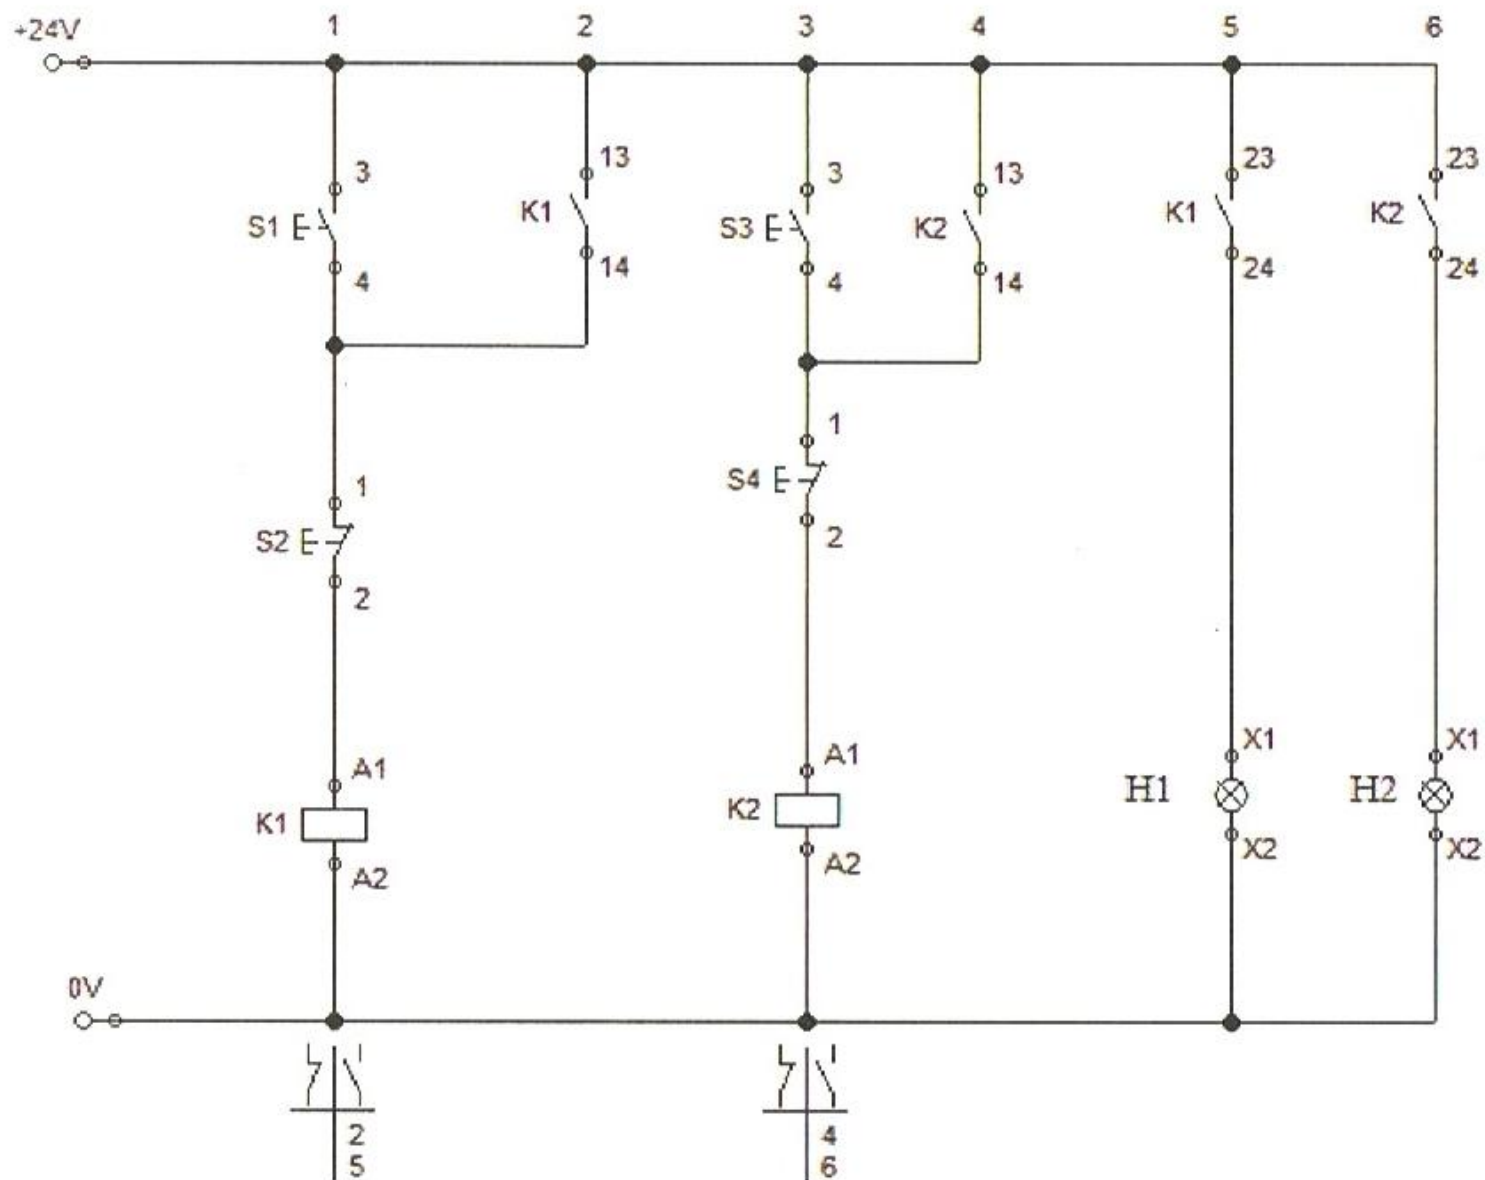 1 2 3 4 5 6
+24V
3 13 3 13 23 23
S1 K1 S3 K2 K1 K2
4 14 4 14 24 24
1
S4
1 2
S2
2
A1 A1 X1 X1
K1 K2 H1 H2
A2 A2 X2 X2
0V
2 4
5 6